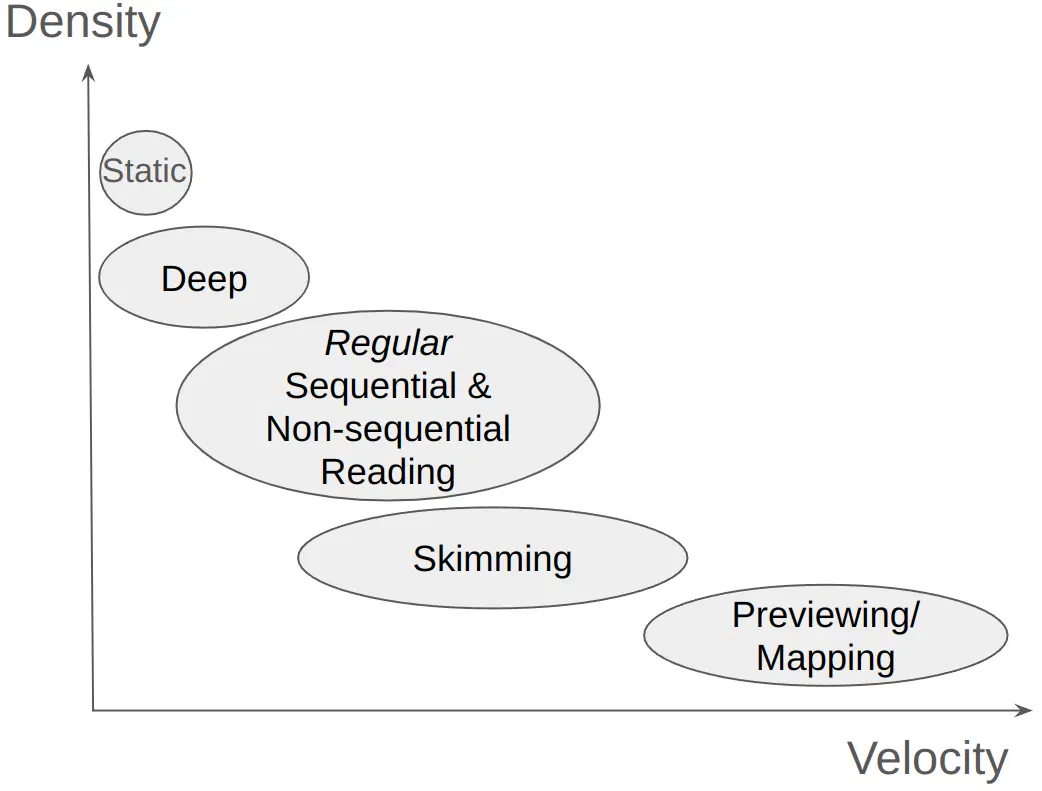 Density
Static
Deep
Regular
Sequential &
Non-sequential
Reading
Skimming
Previewing/
Mapping
Velocity